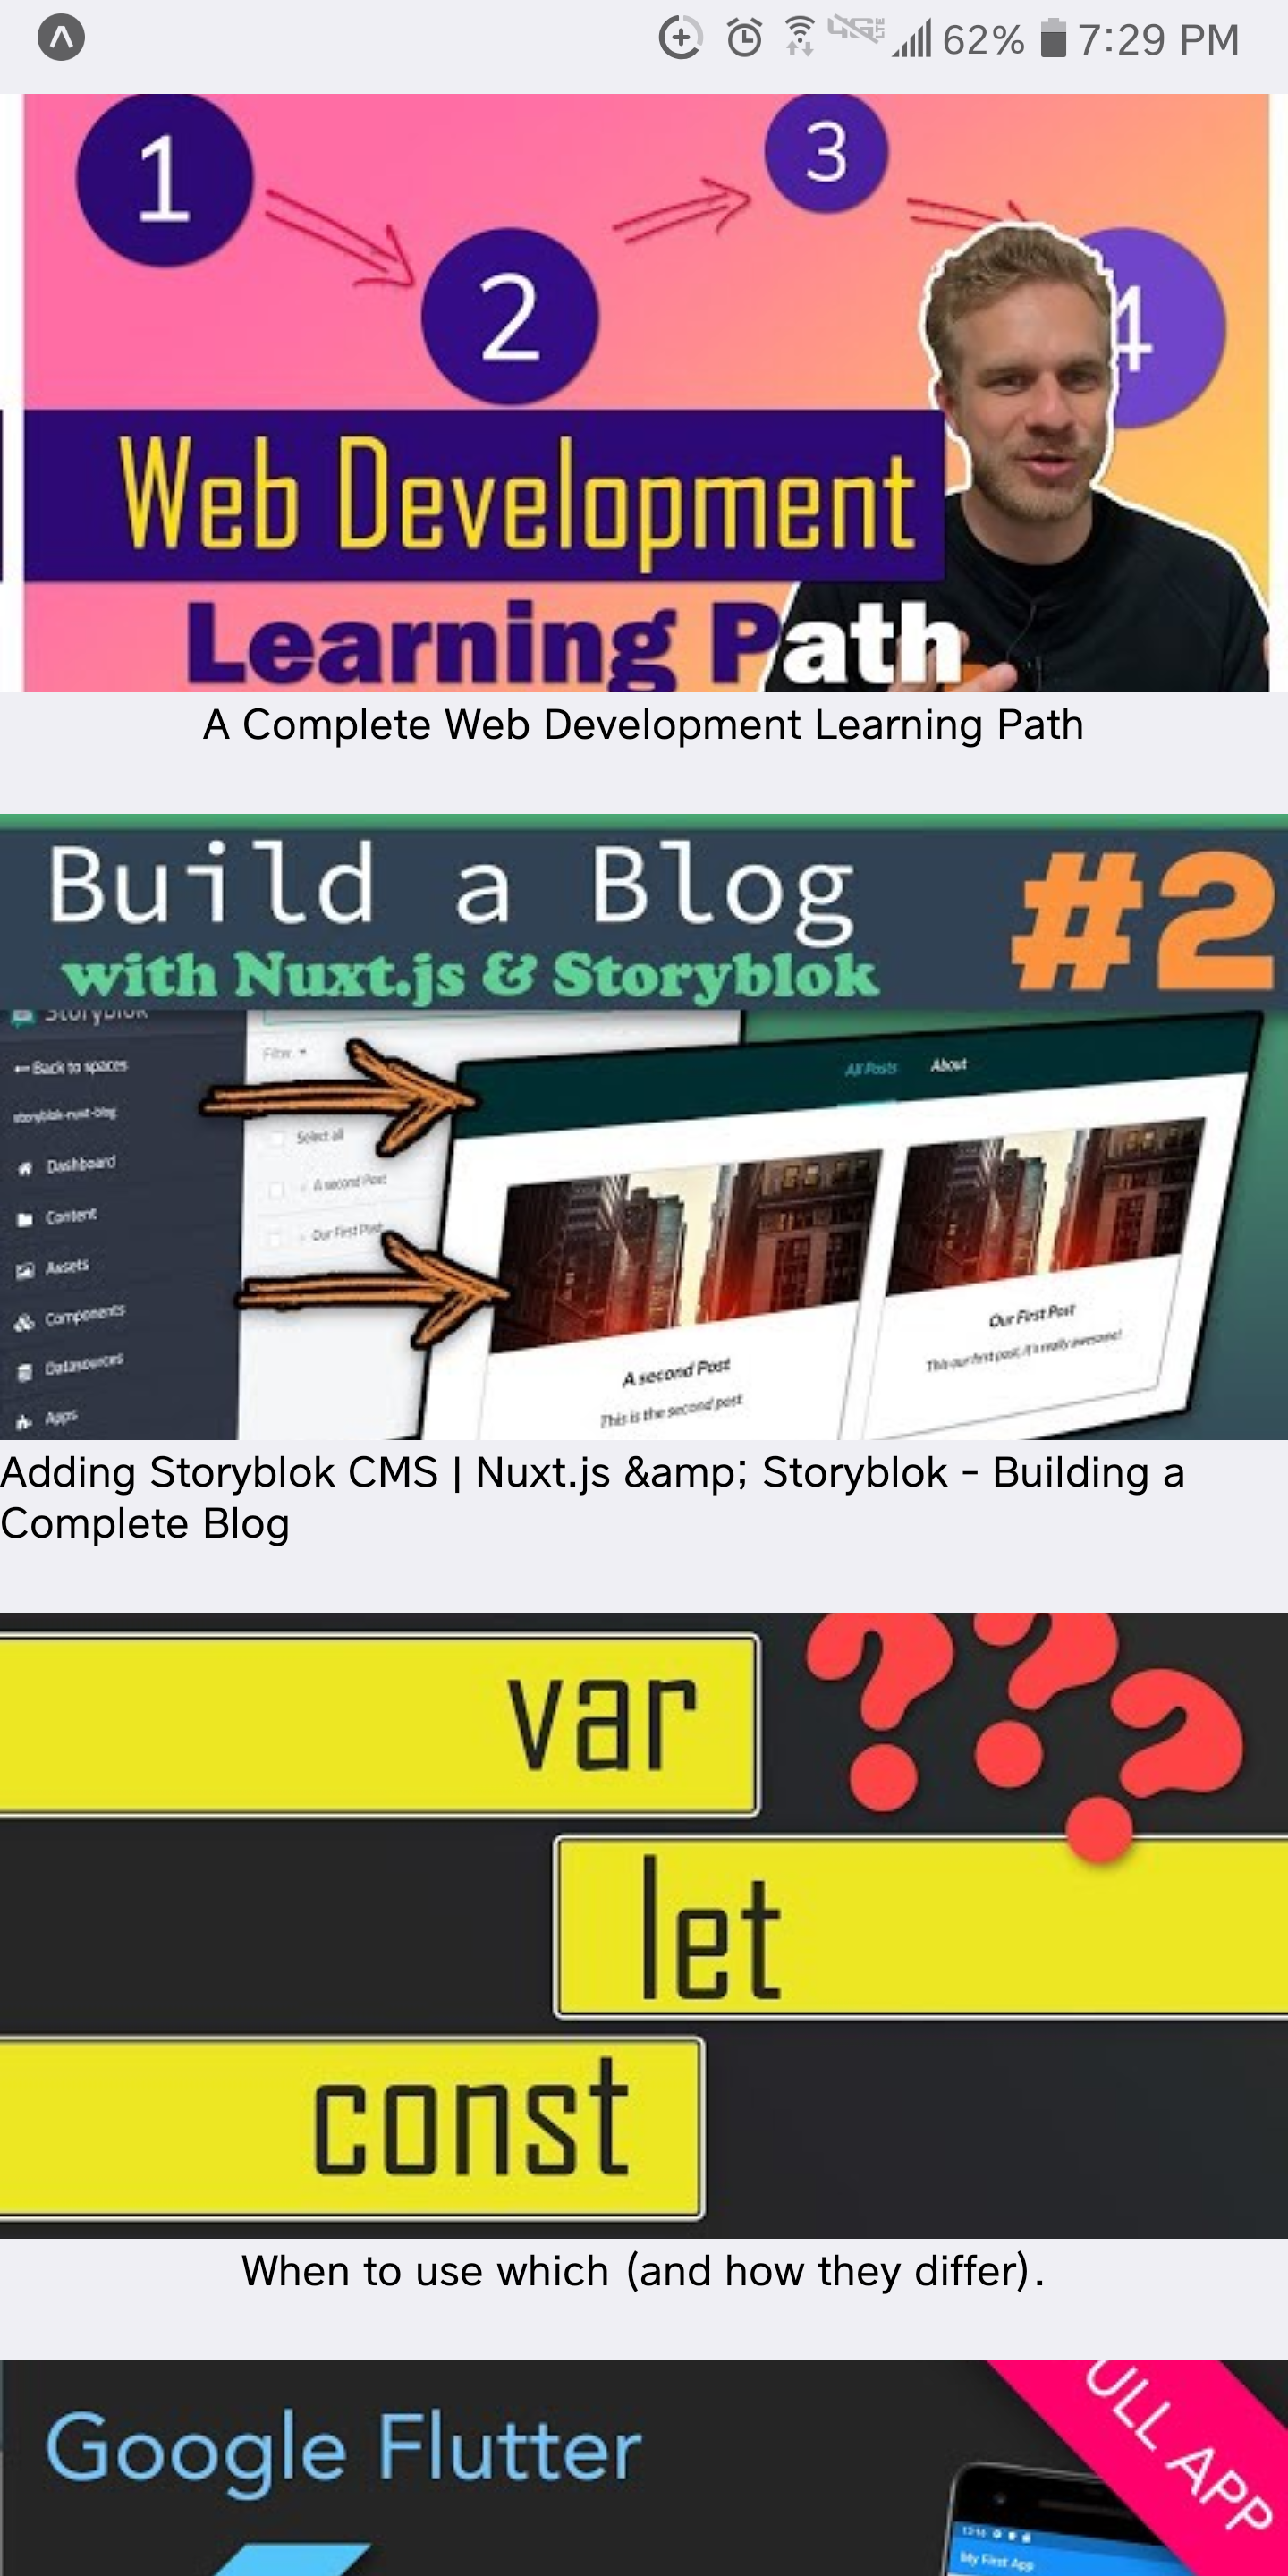 62% 7:29 PM
1
2
3
4
Web Development
Learning Path
A Complete Web Development Learning Path
Build a Blog
with Nuxt.js & Storyblok
#2
Storyblok
Back to spaces
storyblok-nuxt-blog
Dashboard
Content
Assets
Components
Datasources
Apps
Filter
Select all
A second Post
Our First Post
All Posts About
A second Post
This is the second post
Our First Post
This our first post, it's really awesome!
Adding Storyblok CMS | Nuxt.js &amp; Storyblok - Building a
Complete Blog
var
???
let
const
When to use which (and how they differ).
Google Flutter
ULL APP
My First App